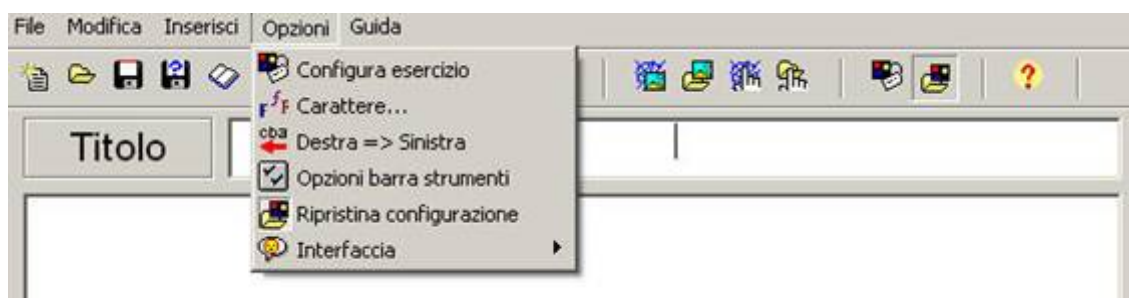 File Modifica Inserisci Opzioni Guida
Configura esercizio
Carattere...
Destra => Sinistra
Opzioni barra strumenti
Ripristina configurazione
Interfaccia
Titolo